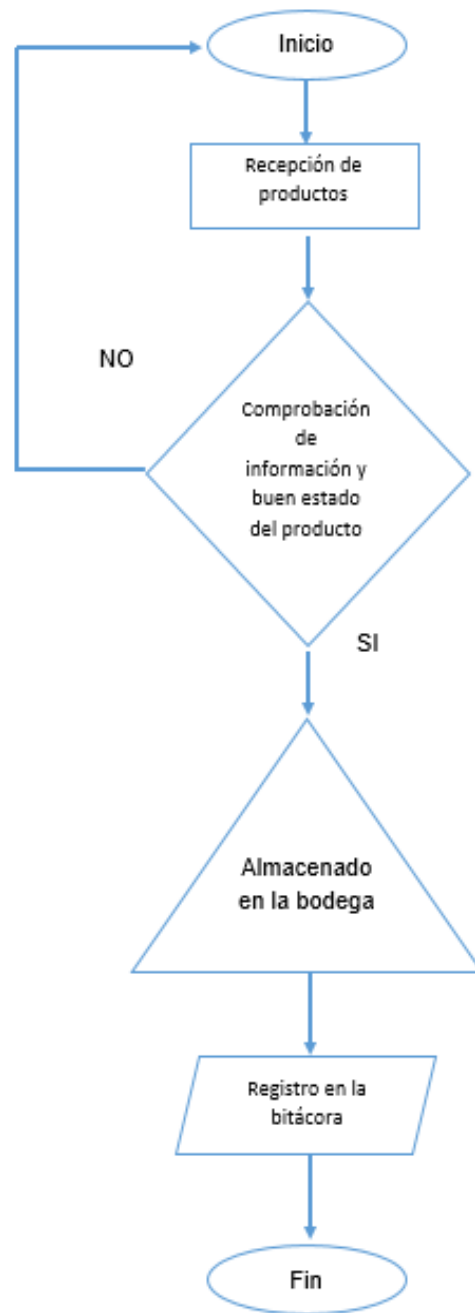 Inicio
Recepción de
productos
NO
Comprobación
de
información y
buen estado
del producto
SI
Almacenado
en la bodega
Registro en la
bitácora
Fin